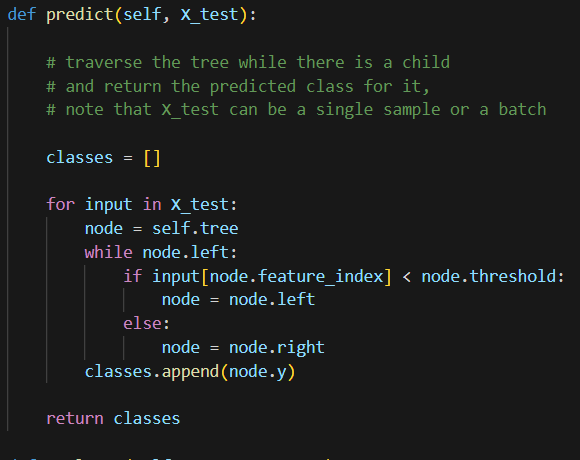 def predict(self, X_test):
# traverse the tree while there is a child
# and return the predicted class for it,
# note that X_test can be a single sample or a batch
classes = []
for input in X_test:
node = self.tree
while node.left:
if input[node.feature_index] < node.threshold:
node = node.left
else:
node = node.right
classes.append(node.y)
return classes